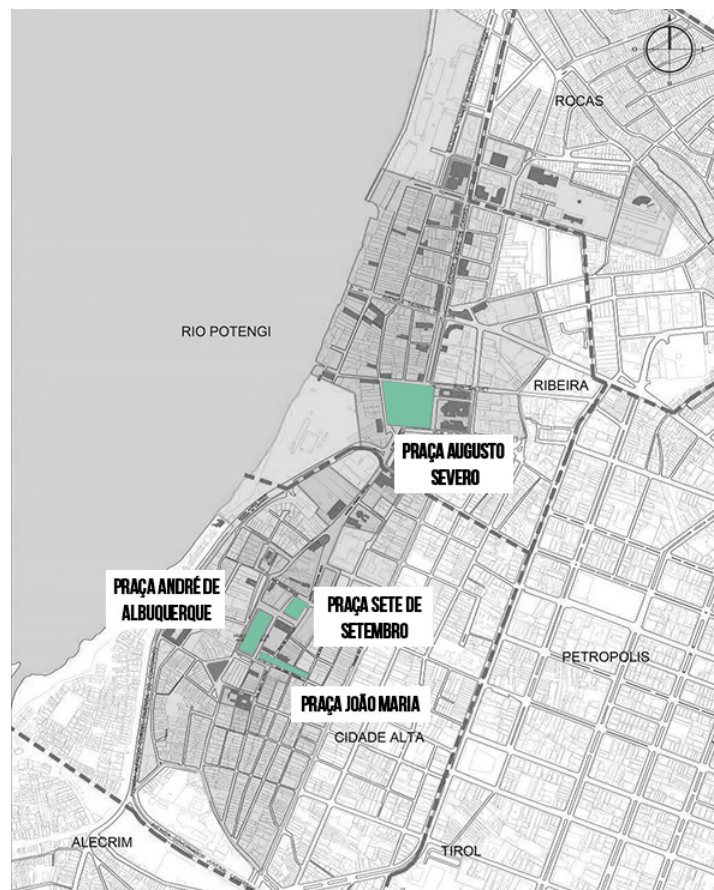 ROCAS
RIO POTENGI
RIBEIRA
PRAÇA AUGUSTO
SEVERO
PRAÇA ANDRÉ DE
ALBUQUERQUE
PRAÇA SETE DE
SETEMBRO
PETROPOLIS
PRAÇA JOÃO MARIA
CIDADE ALTA
ALECRIM
TIROL